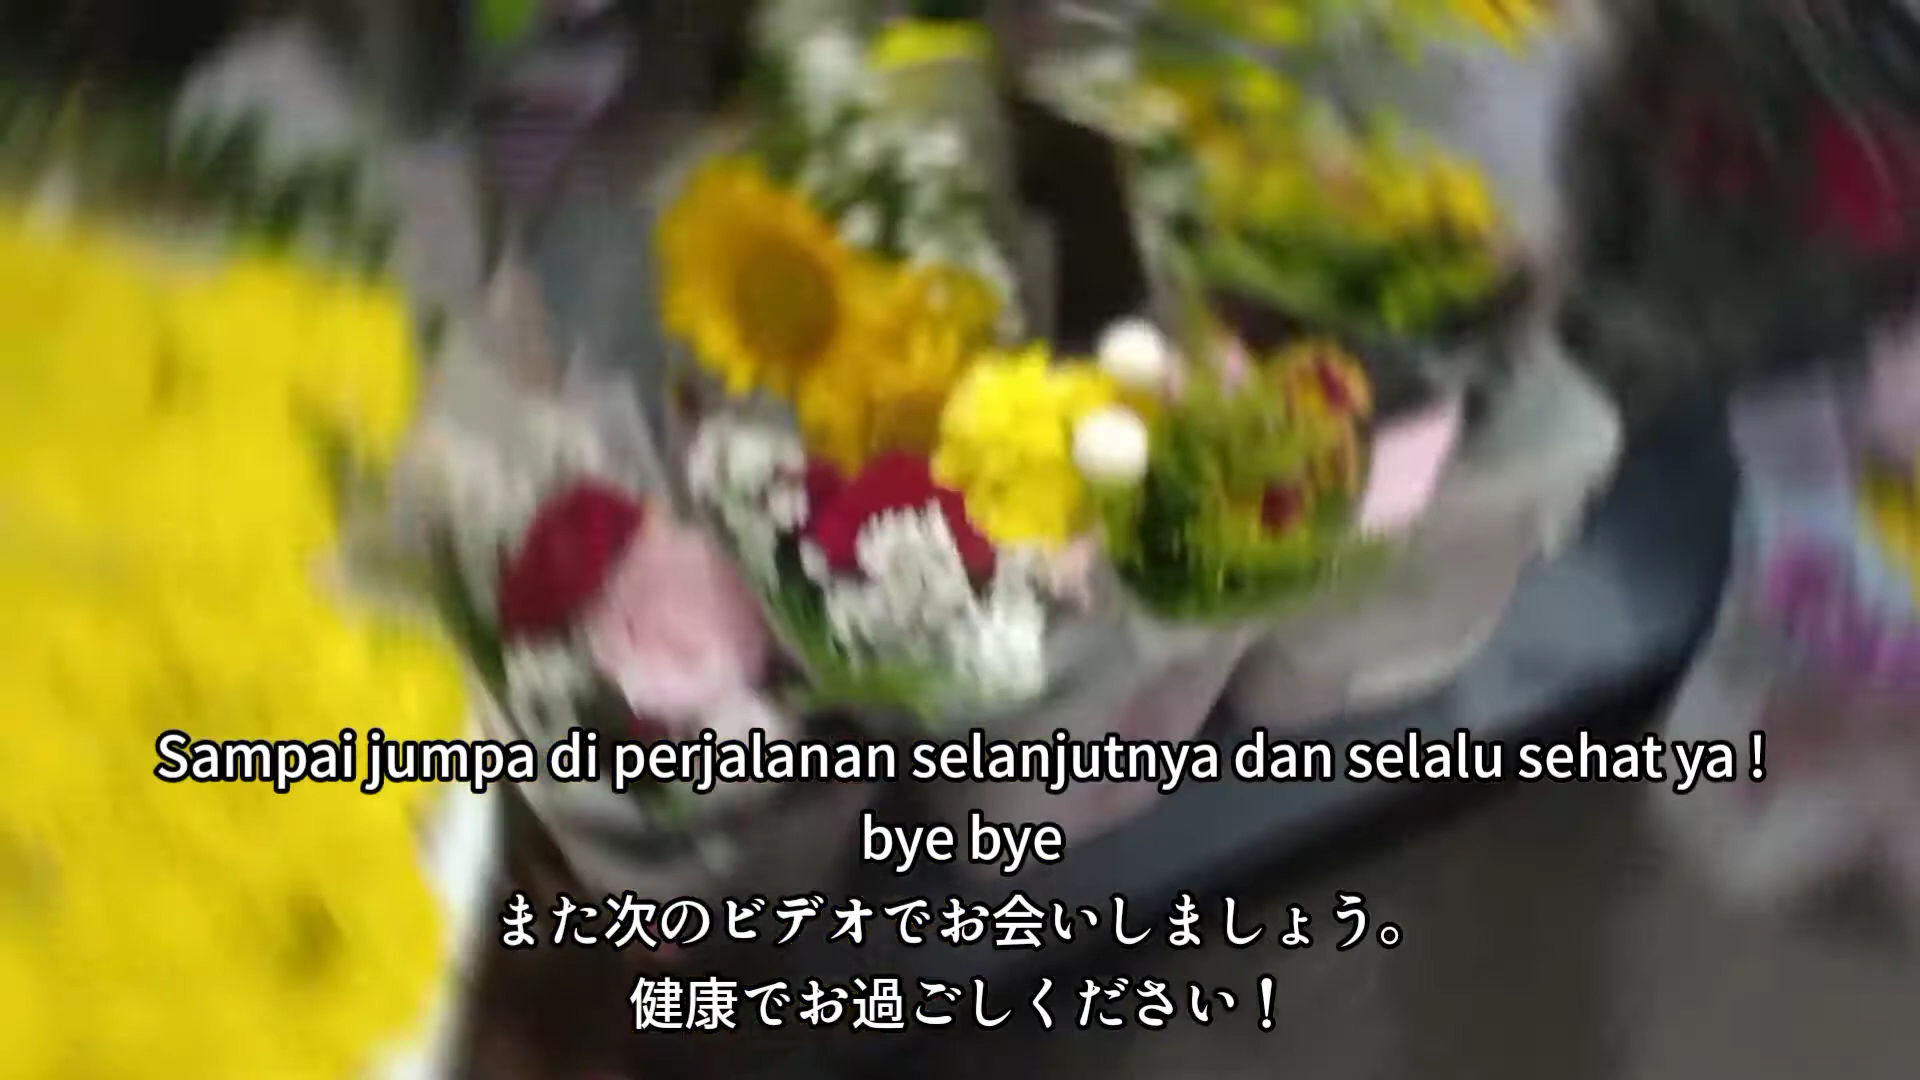 Sampai jumpa di perjalanan selanjutnya dan selalu sehat ya !
bye bye
また次のビデオでお会いしましょう。
健康でお過ごしください！